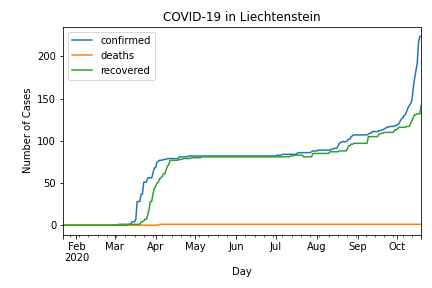 COVID-19 in Liechtenstein
confirmed
deaths
recovered
Number of Cases
200
150
100
50
0
Feb Mar Apr May Jun Jul Aug Sep Oct
2020
Day